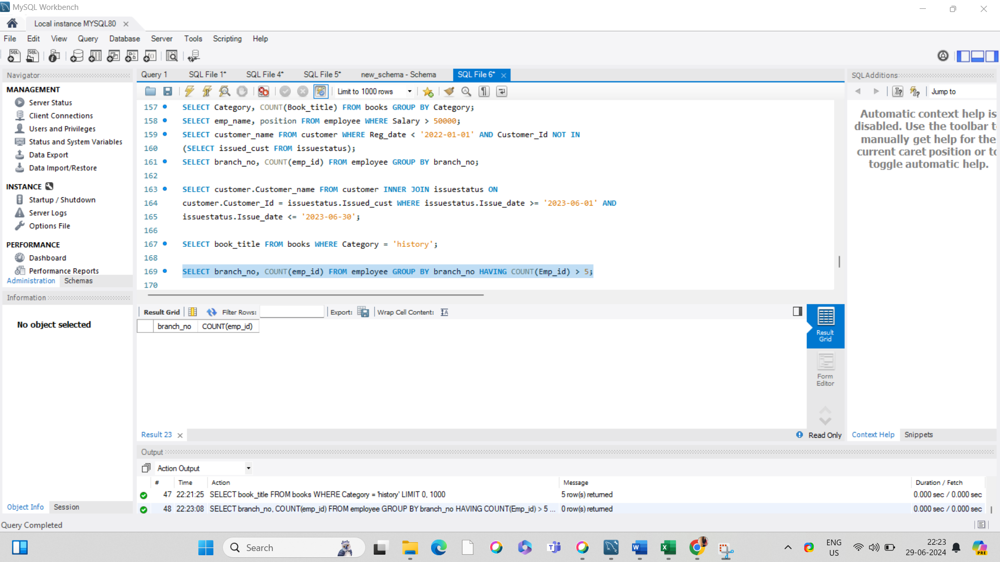 MySQL Workbench
Local instance MYSQL80
File Edit View Query Database Server Tools Scripting Help
Navigator
MANAGEMENT
Server Status
Client Connections
Users and Privileges
Status and System Variables
Data Export
Data Import/Restore
INSTANCE
Startup / Shutdown
Server Logs
Options File
PERFORMANCE
Dashboard
Performance Reports
Administration Schemas
Information
No object selected
Object Info Session
Query 1 SQL File 1* SQL File 4* SQL File 5* new_schema - Schema SQL File 6*
Limit to 1000 rows
157 SELECT Category, COUNT(Book_title) FROM books GROUP BY Category;
158 SELECT emp_name, position FROM employee WHERE Salary > 50000;
159 SELECT customer_name FROM customer WHERE Reg_date < '2022-01-01' AND Customer_Id NOT IN
160 (SELECT issued_cust FROM issuestatus);
161 SELECT branch_no, COUNT(emp_id) FROM employee GROUP BY branch_no;
162
163 SELECT customer.Customer_name FROM customer INNER JOIN issuestatus ON
164 customer.Customer_Id = issuestatus.Issued_cust WHERE issuestatus.Issue_date >= '2023-06-01' AND
165 issuestatus.Issue_date <= '2023-06-30';
166
167 SELECT book_title FROM books WHERE Category = 'history';
168
169 SELECT branch_no, COUNT(emp_id) FROM employee GROUP BY branch_no HAVING COUNT(Emp_id) > 5;
170
Result Grid Filter Rows: Export: Wrap Cell Content:
branch_no COUNT(emp_id)
Result Grid
Form Editor
Result 23
Read Only
SQLAdditions
Jump to
Automatic context help is
disabled. Use the toolbar t
manually get help for the
current caret position or to
toggle automatic help.
Context Help Snippets
Output
Action Output
# Time Action Message Duration / Fetch
47 22:21:25 SELECT book_title FROM books WHERE Category = 'history' LIMIT 0, 1000 5 row(s) returned 0.000 sec / 0.000 sec
48 22:23:08 SELECT branch_no, COUNT(emp_id) FROM employee GROUP BY branch_no HAVING COUNT(Emp_id) > 5 ... 0 row(s) returned 0.000 sec / 0.000 sec
Query Completed
Search
ENG
US
22:23
29-06-2024
PRE